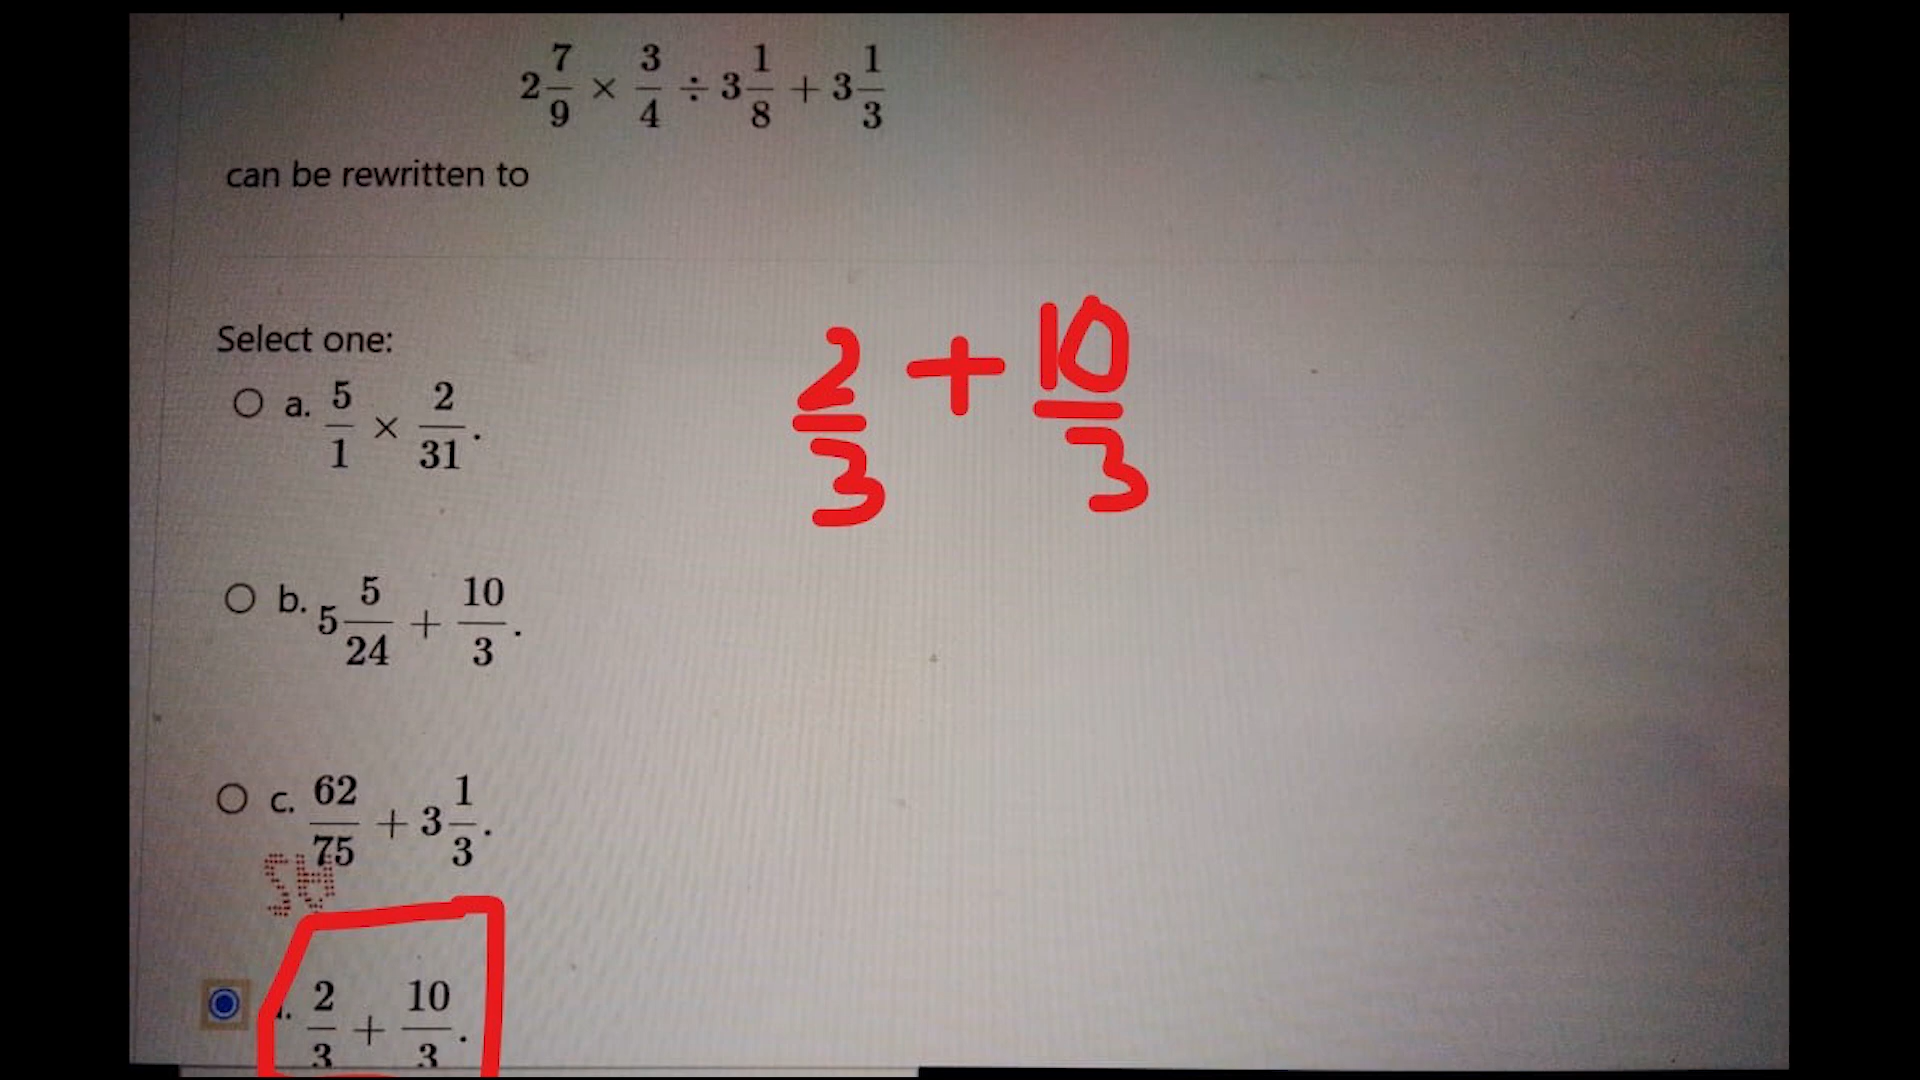 2 7/9 × 3/4 ÷ 3 1/8 + 3 1/3
can be rewritten to
Select one:
a. 5/1 × 2/31.
2/3 + 10/3
b. 5 5/24 + 10/3.
c. 62/75 + 3 1/3.
2/3 + 10/3.